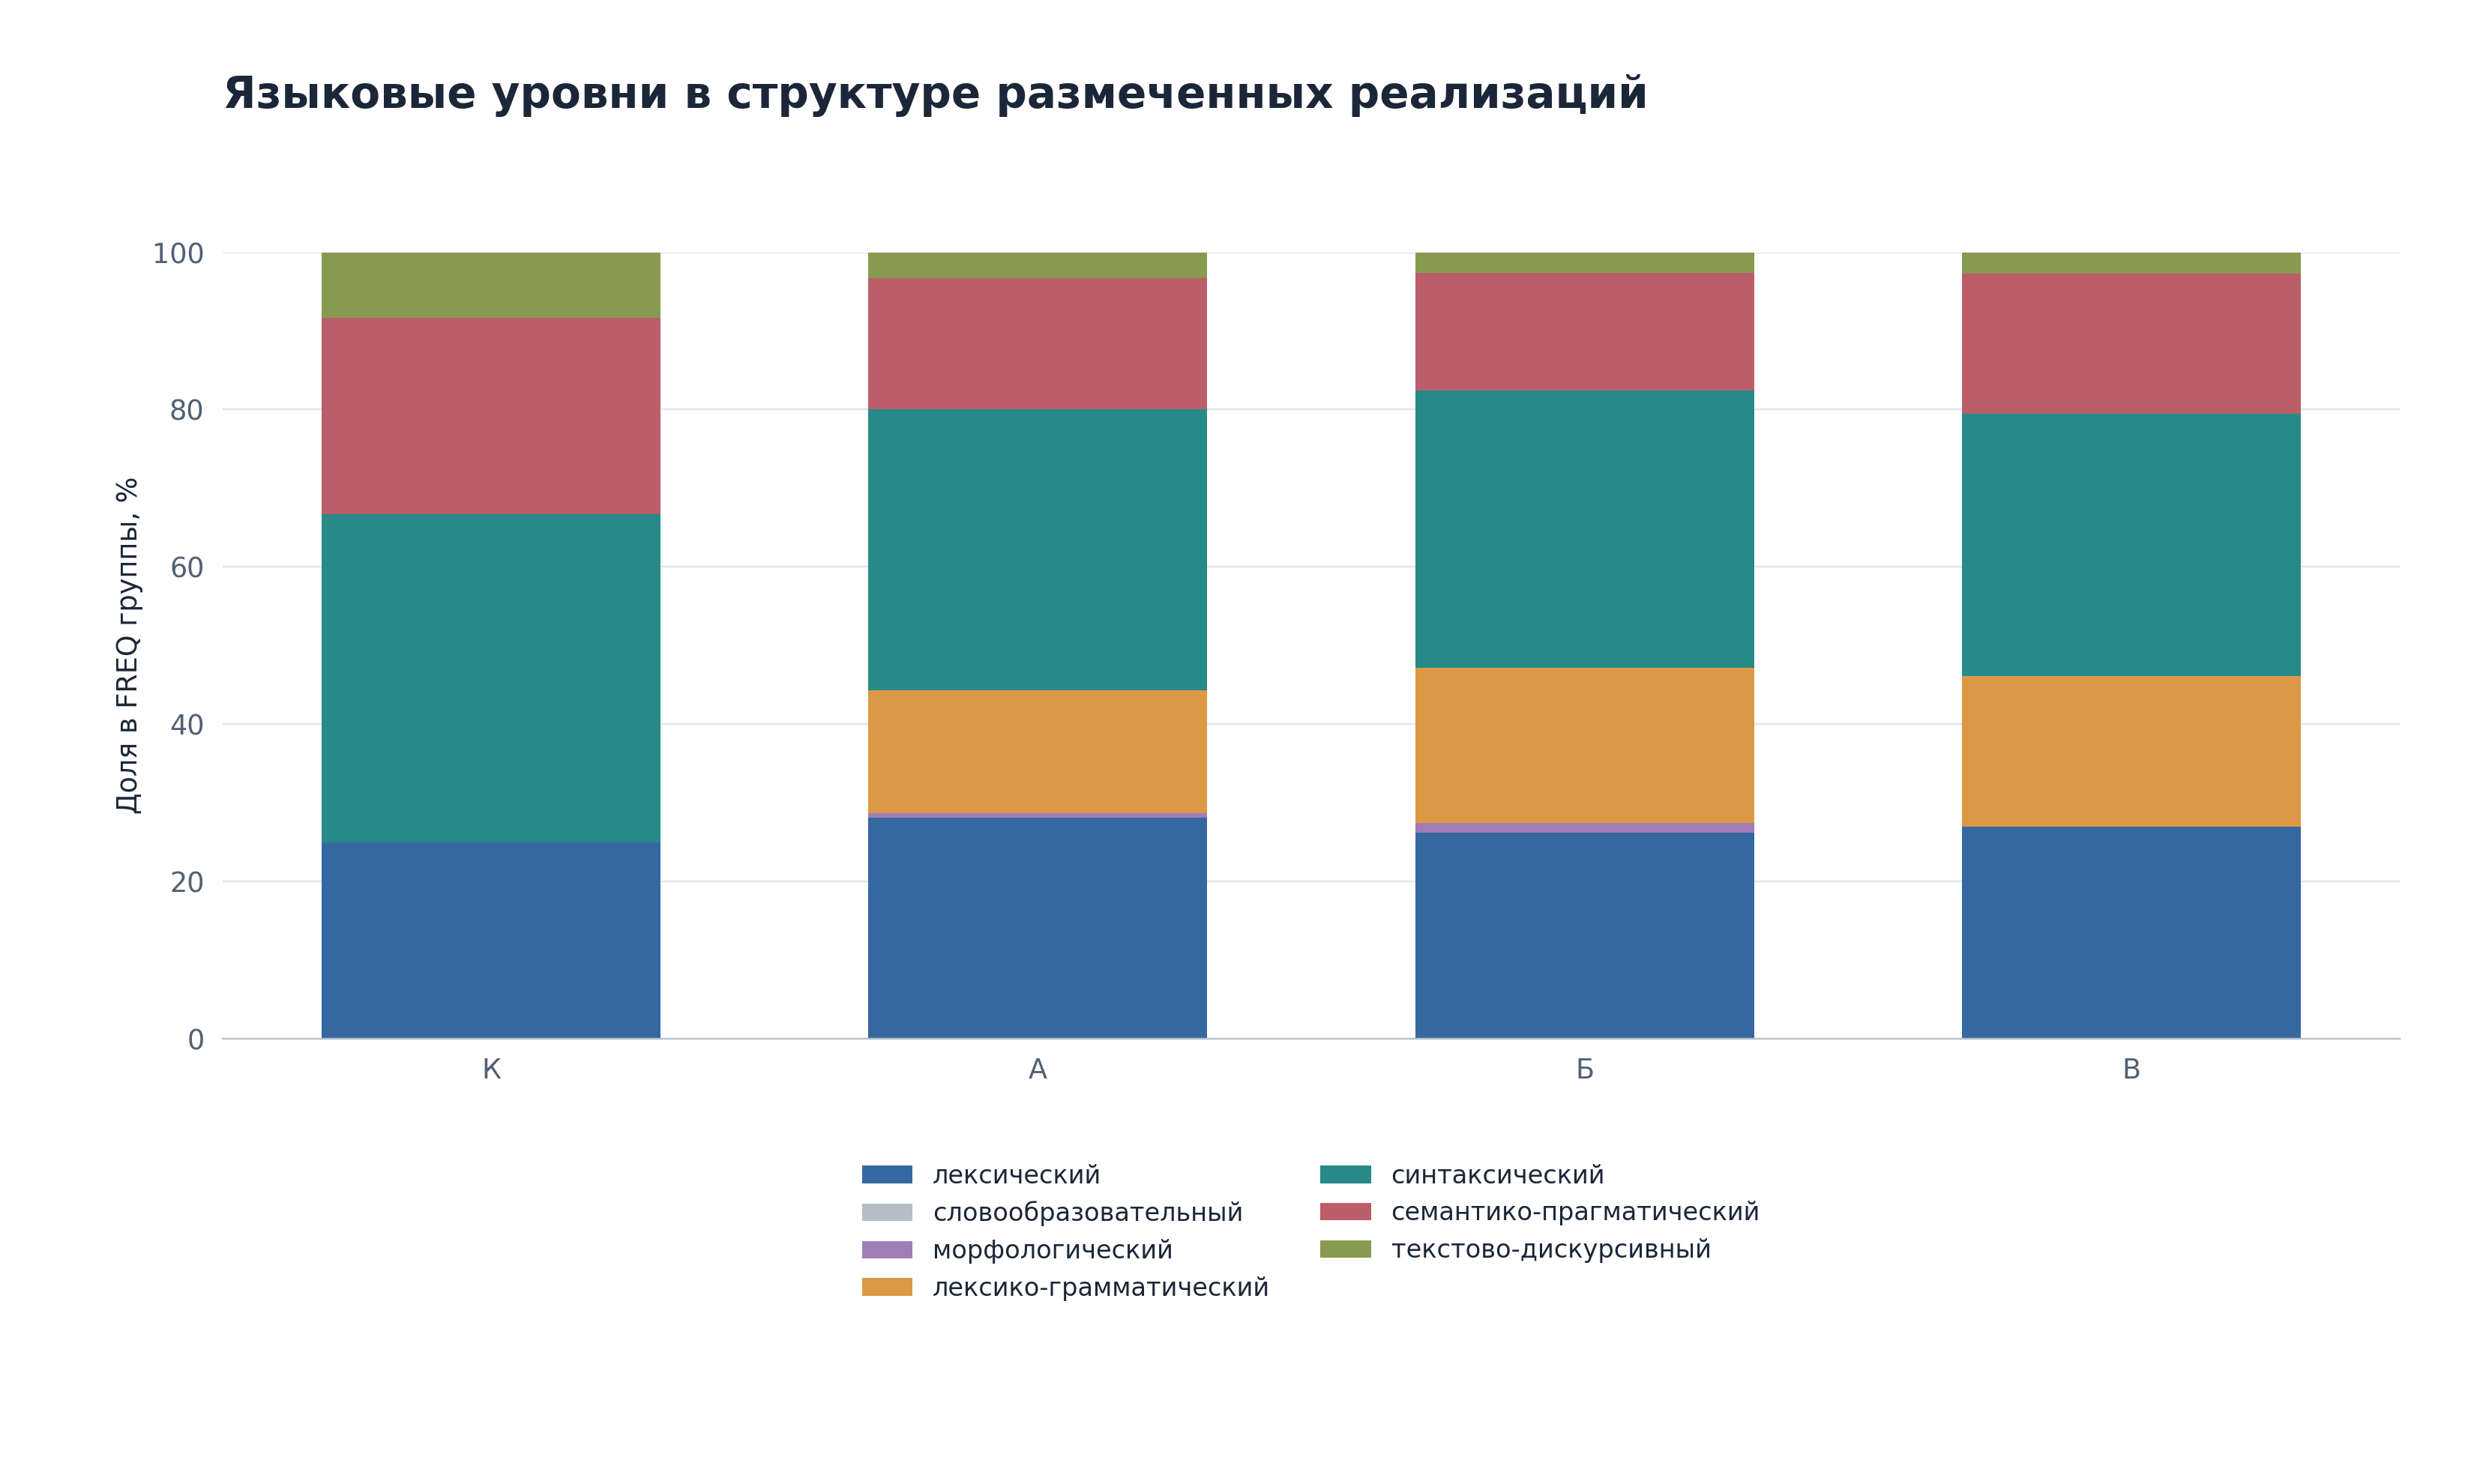 Языковые уровни в структуре размеченных реализаций
Доля в FREQ группы, %
100
80
60
40
20
0
К
А
Б
В
лексический
словообразовательный
морфологический
лексико-грамматический
синтаксический
семантико-прагматический
текстово-дискурсивный